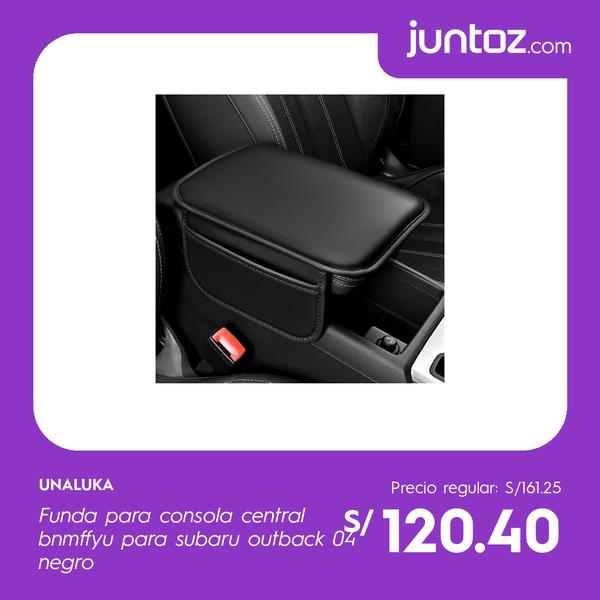 juntoz.com
UNALUKA
Funda para consola central
bnmffyu para subaru outback 04
negro
Precio regular: S/161.25
S/120.40